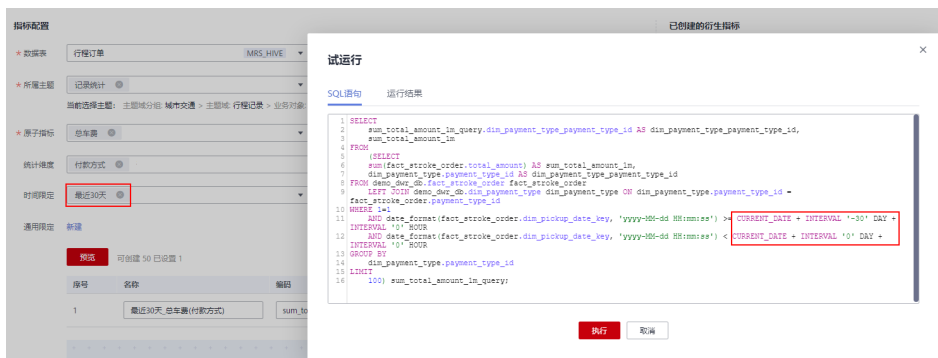 指标配置
已创建的衍生指标
* 数据表
行程订单
MRS_HIVE
* 所属主题
记录统计
当前选择主题: 主题域分组: 城市交通 > 主题域: 行程记录 > 业务对象
* 原子指标
总车费
统计维度
付款方式
时间限定
最近30天
通用限定
新建
预览
可创建 50 已设置 1
序号
名称
编码
1
最近30天_总车费(付款方式)
sum_to
试运行
SQL语句
运行结果
1 SELECT
2 sum_total_amount_1m_query.dim_payment_type_payment_type_id AS dim_payment_type_payment_type_id,
3 sum_total_amount_1m
4 FROM
5 (SELECT
6 sum(fact_stroke_order.total_amount) AS sum_total_amount_1m,
7 dim_payment_type.payment_type_id AS dim_payment_type_payment_type_id
8 FROM demo_dwr_db.fact_stroke_order fact_stroke_order
9 LEFT JOIN demo_dwr_db.dim_payment_type dim_payment_type ON dim_payment_type.payment_type_id =
fact_stroke_order.payment_type_id
10 WHERE 1=1
11 AND date_format(fact_stroke_order.dim_pickup_date_key, 'yyyy-MM-dd HH:mm:ss') >= CURRENT_DATE + INTERVAL '-30' DAY +
INTERVAL '0' HOUR
12 AND date_format(fact_stroke_order.dim_pickup_date_key, 'yyyy-MM-dd HH:mm:ss') < CURRENT_DATE + INTERVAL '0' DAY +
INTERVAL '0' HOUR
13 GROUP BY
14 dim_payment_type.payment_type_id
15 LIMIT
16 100) sum_total_amount_1m_query;
执行
取消